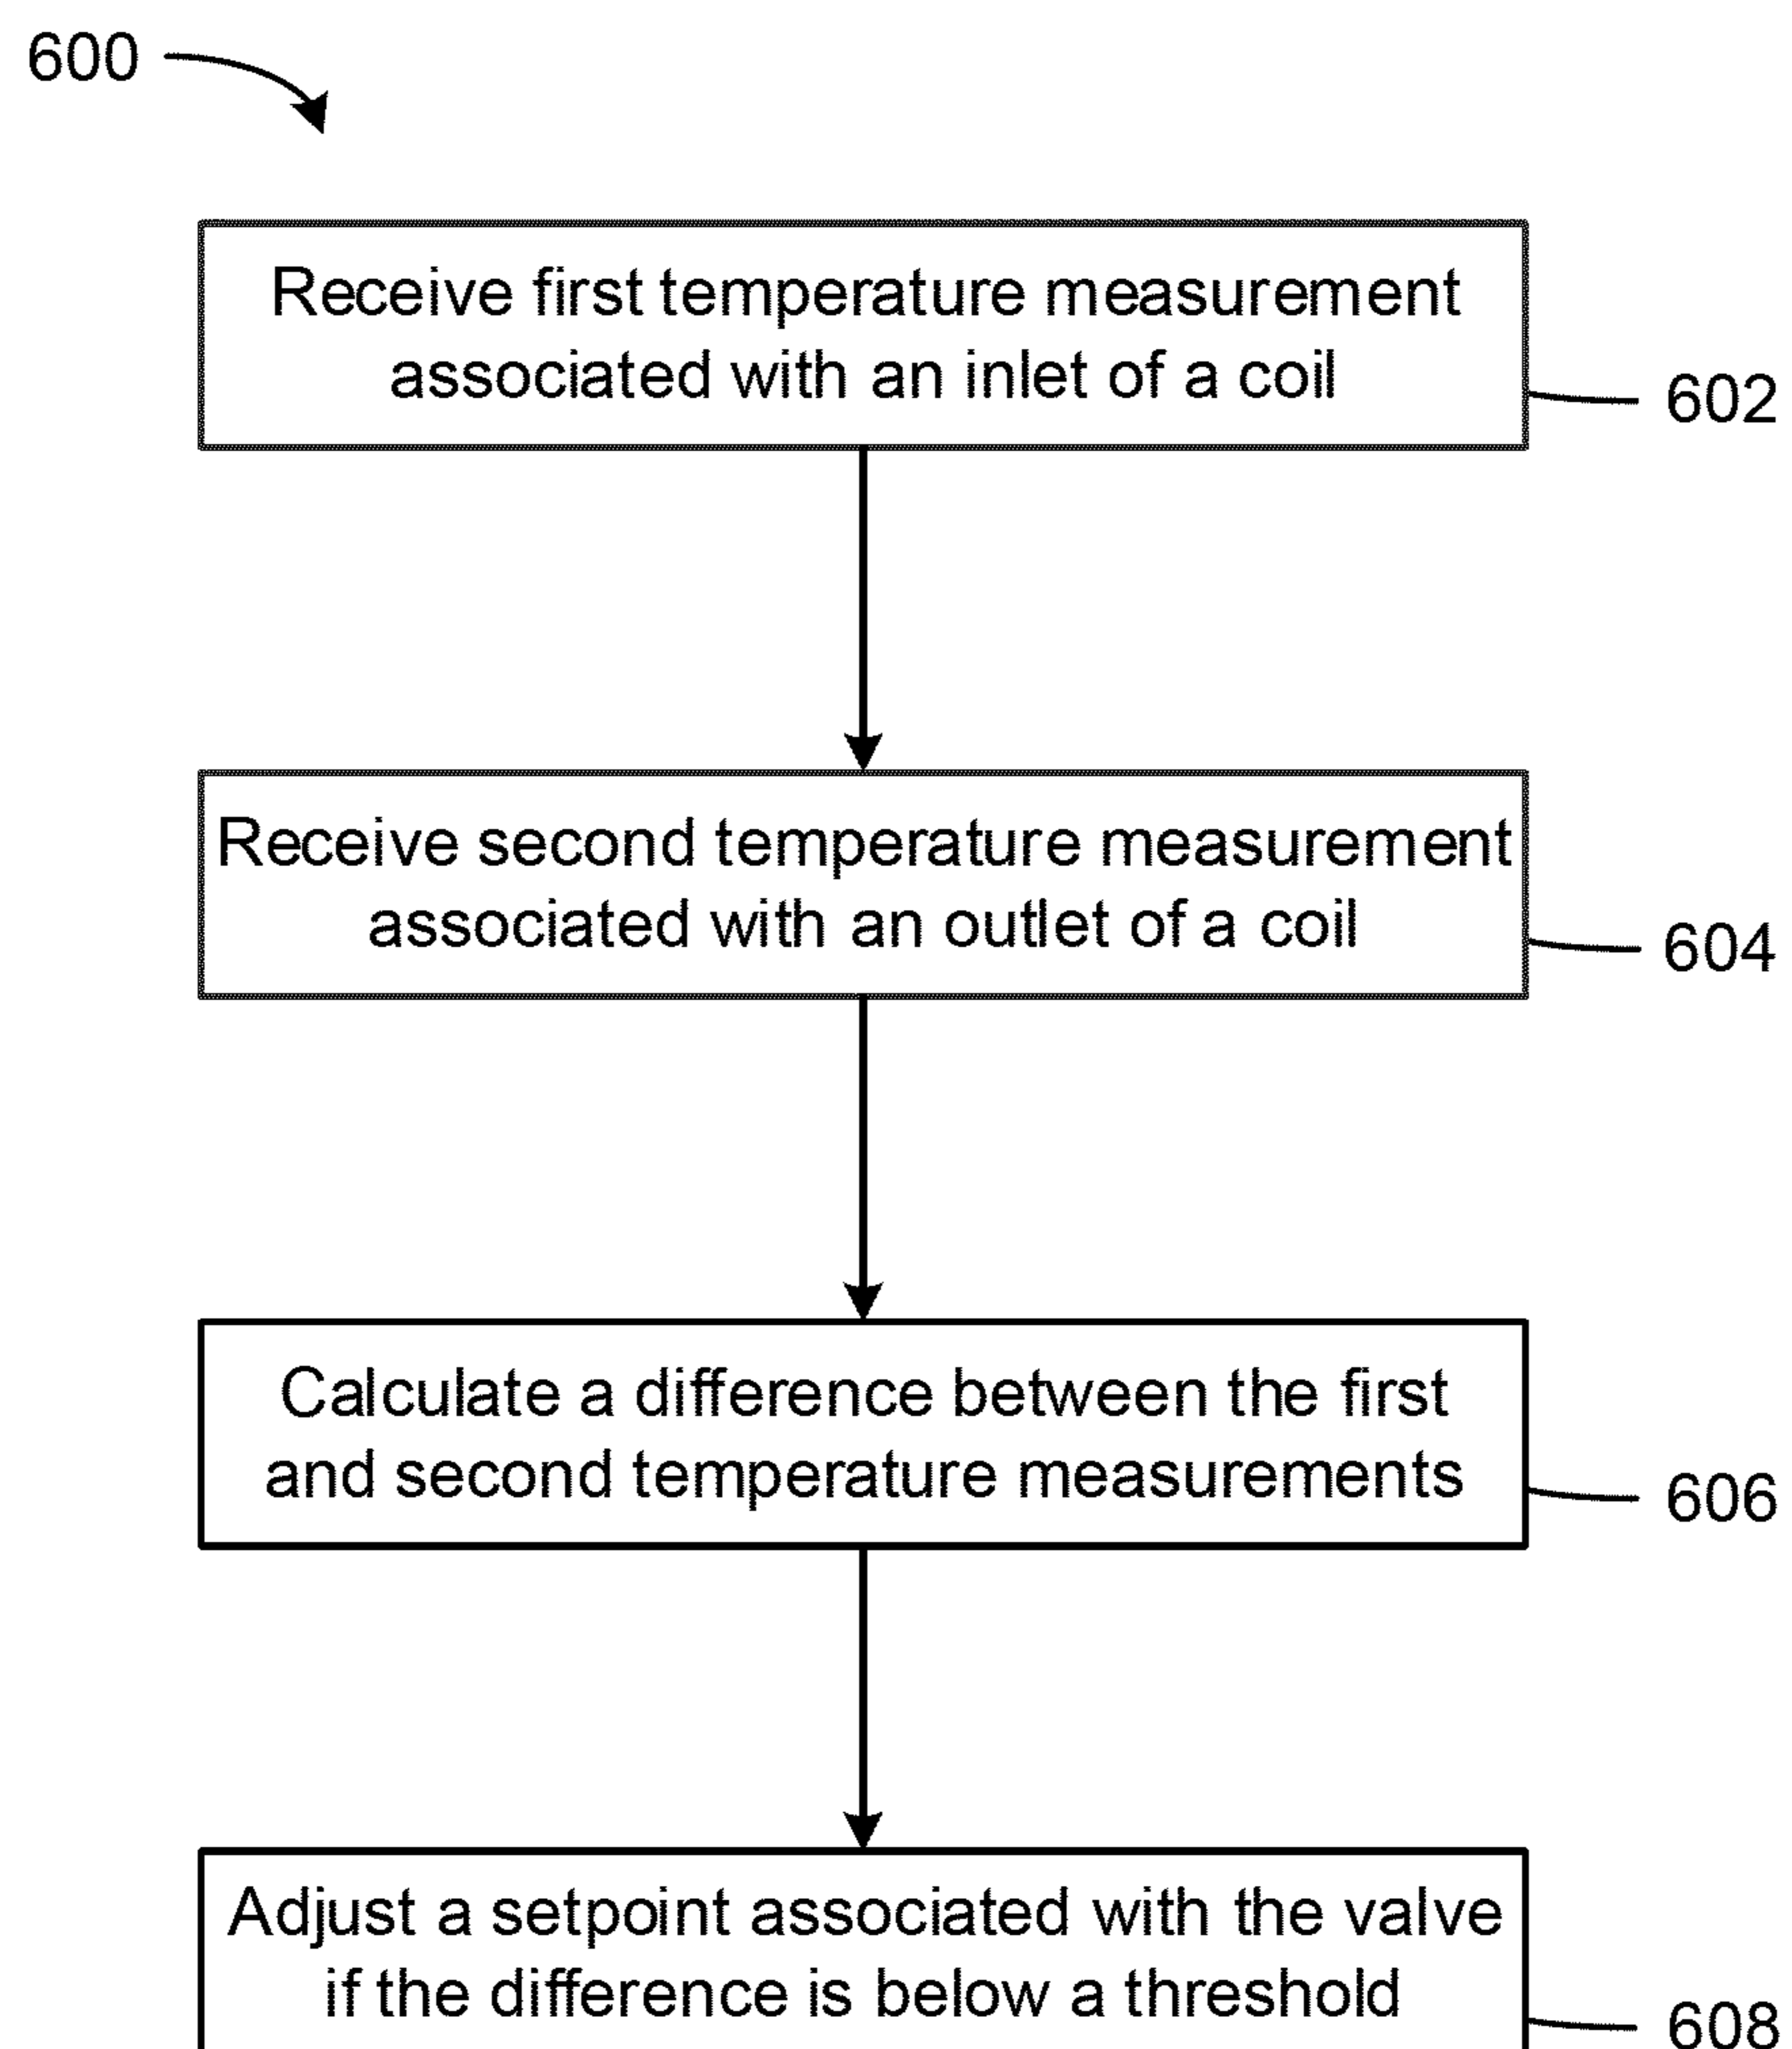 600
Receive first temperature measurement
associated with an inlet of a coil
602
Receive second temperature measurement
associated with an outlet of a coil
604
Calculate a difference between the first
and second temperature measurements
606
Adjust a setpoint associated with the valve
if the difference is below a threshold
608